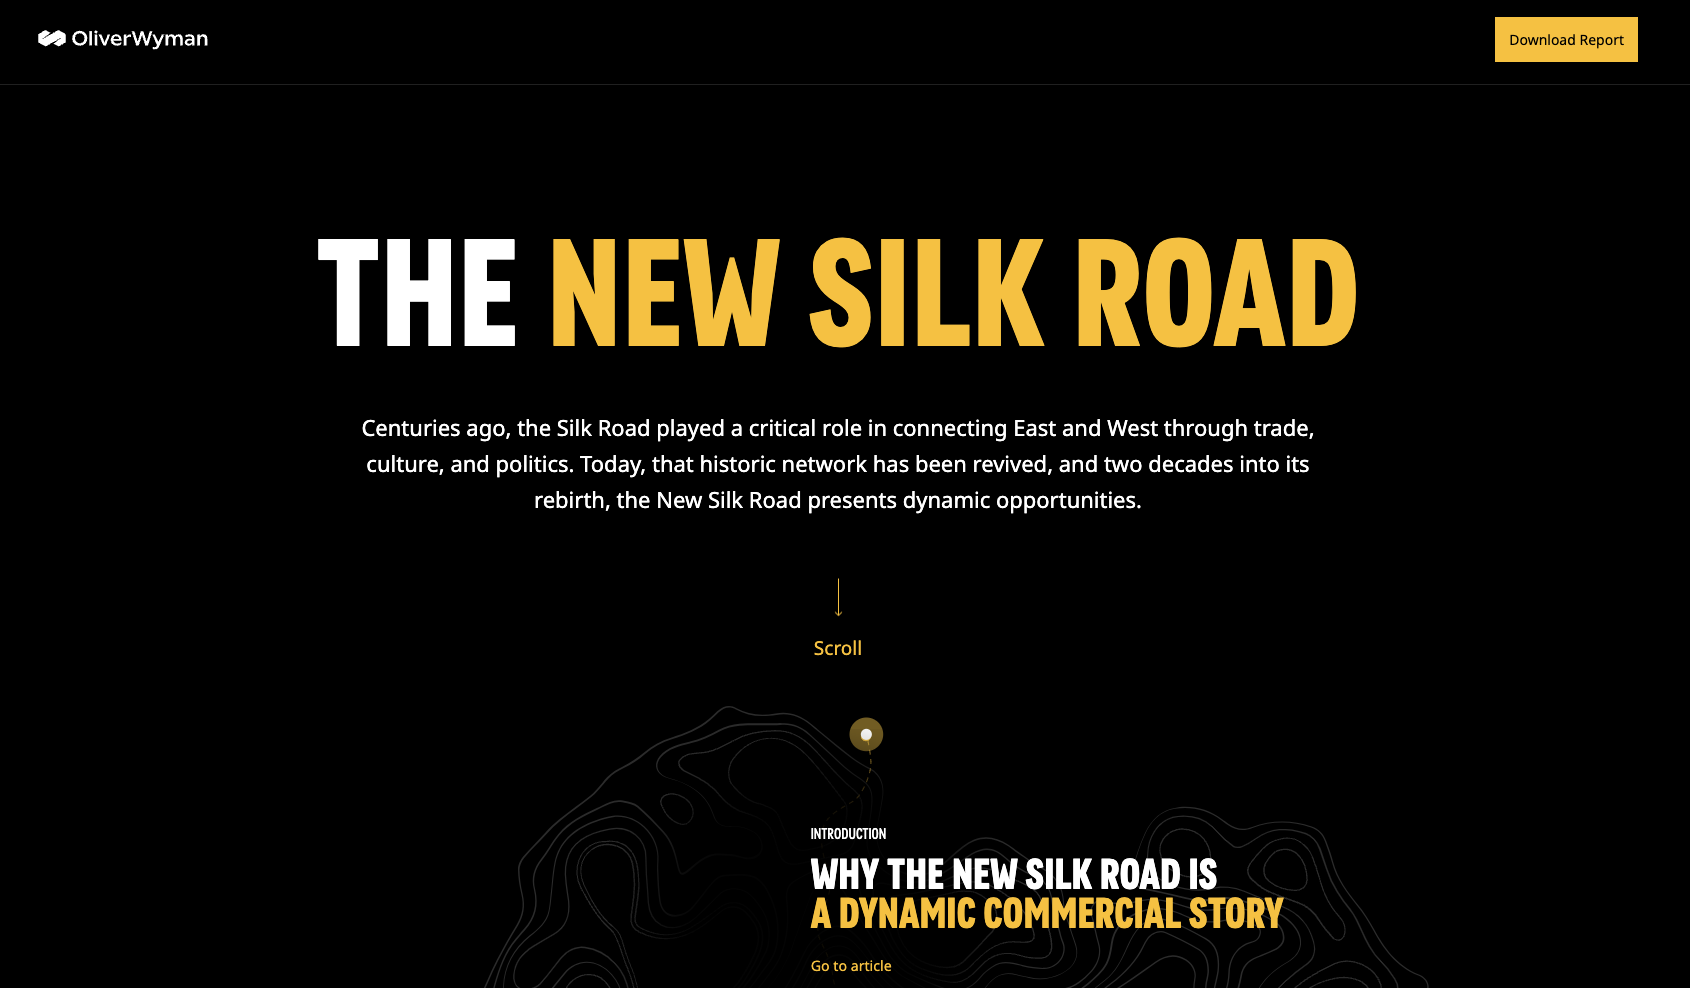 OliverWyman
Download Report
THE NEW SILK ROAD
Centuries ago, the Silk Road played a critical role in connecting East and West through trade,
culture, and politics. Today, that historic network has been revived, and two decades into its
rebirth, the New Silk Road presents dynamic opportunities.
Scroll
INTRODUCTION
WHY THE NEW SILK ROAD IS
A DYNAMIC COMMERCIAL STORY
Go to article